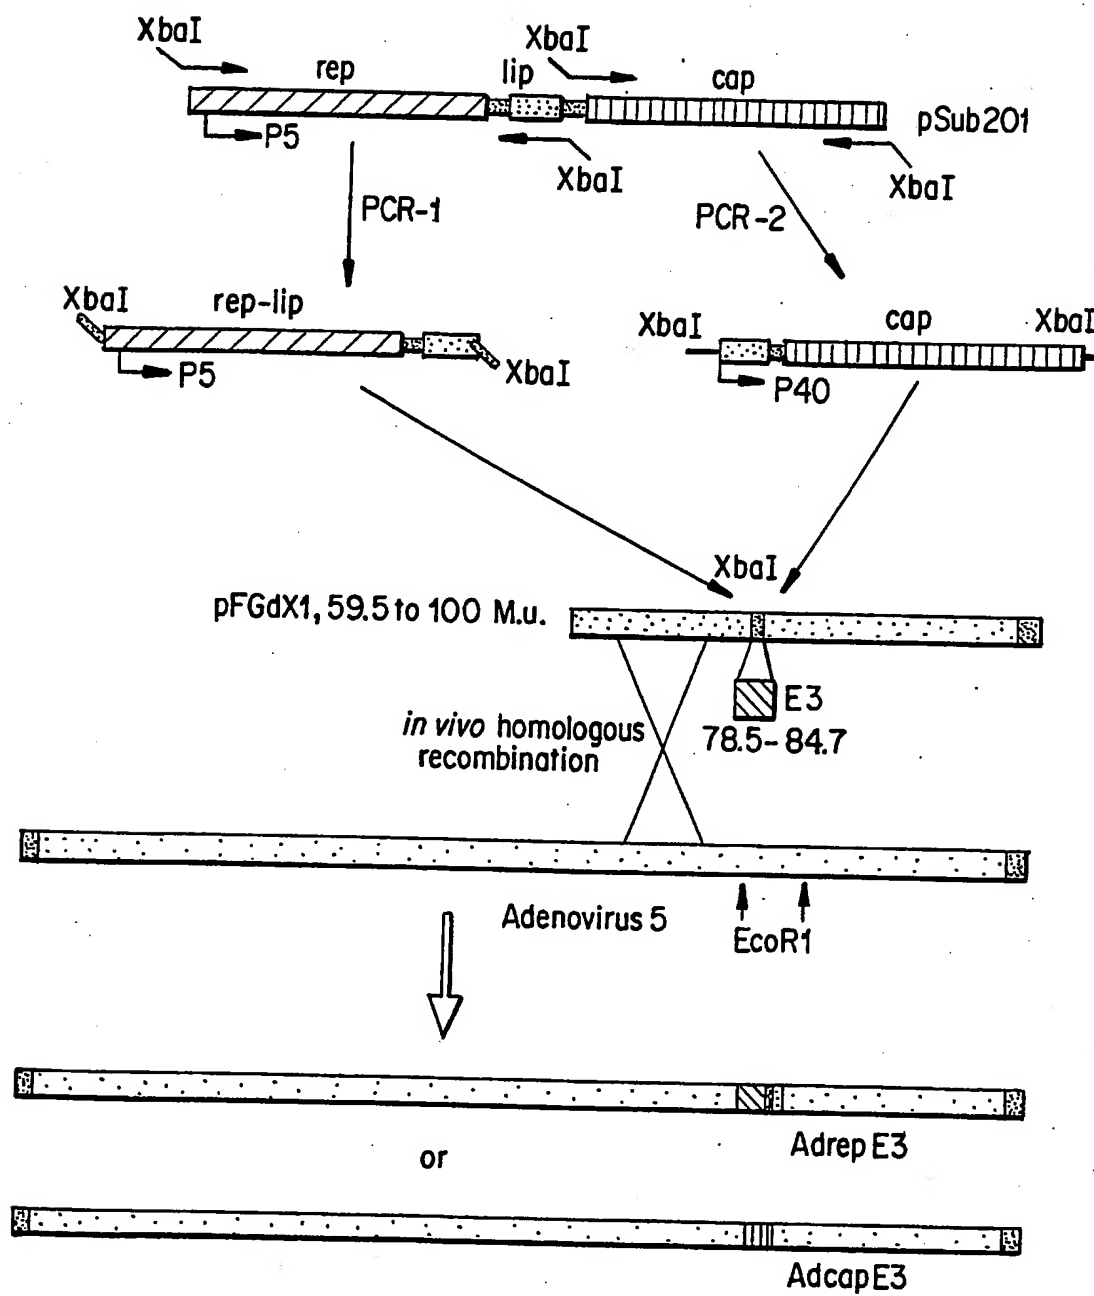 XbaI
XbaI
rep
lip
cap
pSub201
P5
XbaI
XbaI
PCR-1
PCR-2
XbaI
rep-lip
XbaI
cap
XbaI
P5
XbaI
P40
XbaI
pFGdX1, 59.5 to 100 M.u.
E3
78.5-84.7
in vivo homologous
recombination
Adenovirus 5
EcoR1
Adrep E3
or
Adcap E3